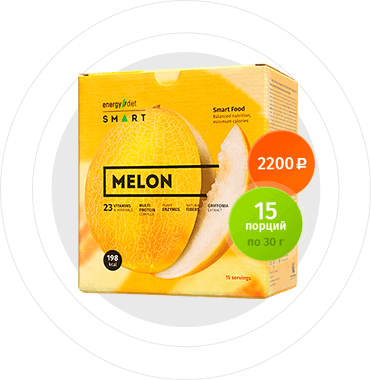 energy diet
SMART
Smart Food
Balanced nutrition,
minimum calories
MELON
23 VITAMINS & MINERALS
MULTI-PROTEIN COMPLEX
PLANT ENZYMES
NATURAL FIBERS
GRIFFONIA EXTRACT
198
kcal
15 servings
2200 ₽
15
порций
по 30 г